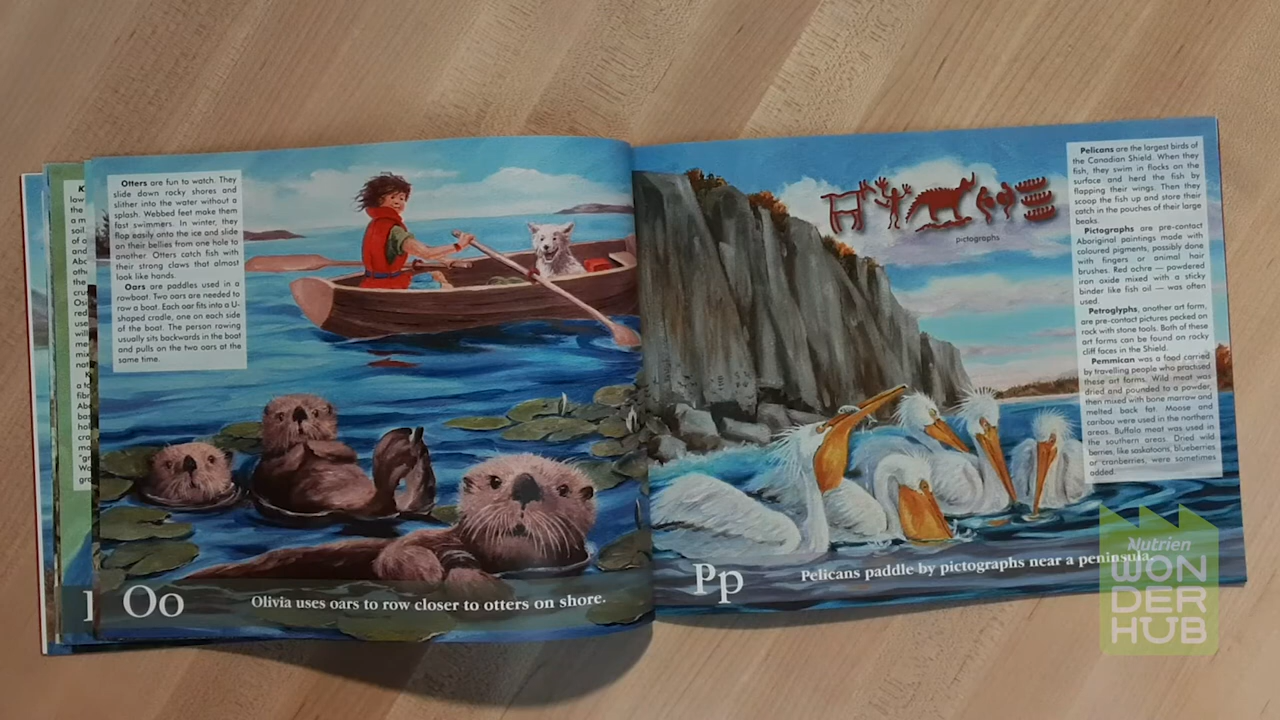 Otters are fun to watch. They
slide down rocky shores and
slither into the water without a
splash. Webbed feet make them
fast swimmers. In winter, they
flop easily onto the ice and slide
on their bellies from one hole to
another. Otters catch fish with
their strong claws that almost
look like hands.
Oars are paddles used in a
rowboat. Two oars are needed to
row a boat. Each oar fits into a U-
shaped cradle, one on each side
of the boat. The person rowing
usually sits backwards in the boat
and pulls on the two oars at the
same time.
Oo
Olivia uses oars to row closer to otters on shore.
pictographs
Pelicans are the largest birds of
the Canadian Shield. When they
fish, they swim in flocks on the
surface and herd the fish by
flapping their wings. Then they
scoop the fish up and store their
catch in the pouches of their large
beaks.
Pictographs are pre-contact
Aboriginal paintings made with
coloured pigments, possibly done
with fingers or animal hair
brushes. Red ochre — powdered
iron oxide mixed with a sticky
binder like fish oil — was often
used.
Petroglyphs, another art form,
are pre-contact pictures pecked on
rock with stone tools. Both of these
art forms can be found on rocky
cliff faces in the Shield.
Pemmican was a food carried
by travelling people who practised
these art forms. Wild meat was
dried and pounded to a powder,
then mixed with bone marrow and
melted back fat. Moose and
caribou were used in the northern
areas. Buffalo meat was used in
the southern areas. Dried wild
berries, like saskatoons, blueberries
or cranberries, were sometimes
added.
Pp
Pelicans paddle by pictographs near a peninsula.
Nutrien
WON
DER
HUB